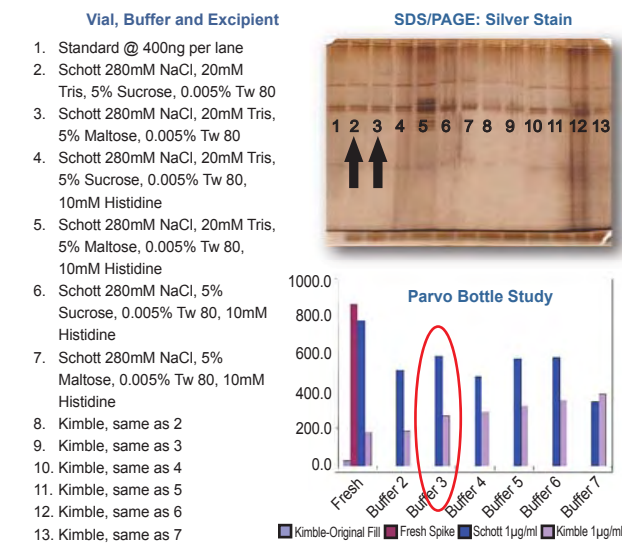 Vial, Buffer and Excipient
1. Standard @ 400ng per lane
2. Schott 280mM NaCl, 20mM
Tris, 5% Sucrose, 0.005% Tw 80
3. Schott 280mM NaCl, 20mM Tris,
5% Maltose, 0.005% Tw 80
4. Schott 280mM NaCl, 20mM Tris,
5% Sucrose, 0.005% Tw 80,
10mM Histidine
5. Schott 280mM NaCl, 20mM Tris,
5% Maltose, 0.005% Tw 80,
10mM Histidine
6. Schott 280mM NaCl, 5%
Sucrose, 0.005% Tw 80, 10mM
Histidine
7. Schott 280mM NaCl, 5%
Maltose, 0.005% Tw 80, 10mM
Histidine
8. Kimble, same as 2
9. Kimble, same as 3
10. Kimble, same as 4
11. Kimble, same as 5
12. Kimble, same as 6
13. Kimble, same as 7
SDS/PAGE: Silver Stain
1 2 3 4 5 6 7 8 9 10 11 12 13
Parvo Bottle Study
1000.0
800.0
600.0
400.0
200.0
0.0
Fresh Buffer 2 Buffer 3 Buffer 4 Buffer 5 Buffer 6 Buffer 7
Kimble-Original Fill Fresh Spike Schott 1µg/ml Kimble 1µg/ml